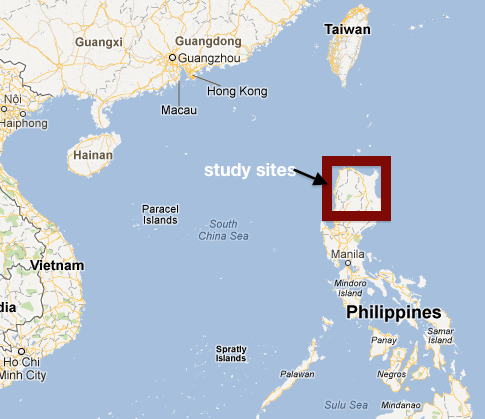 Taiwan
Guangxi
Guangdong
Guangzhou
Hong Kong
Macau
Nội
Haiphong
Hainan
study sites
Paracel
Islands
South
China Sea
Manila
Vietnam
Mindoro
Island
dia
Philippines
Samar
Island
Panay
Spratly
Islands
Ho Chi
Minh City
Palawan
Negros
Sulu Sea
Mindanao